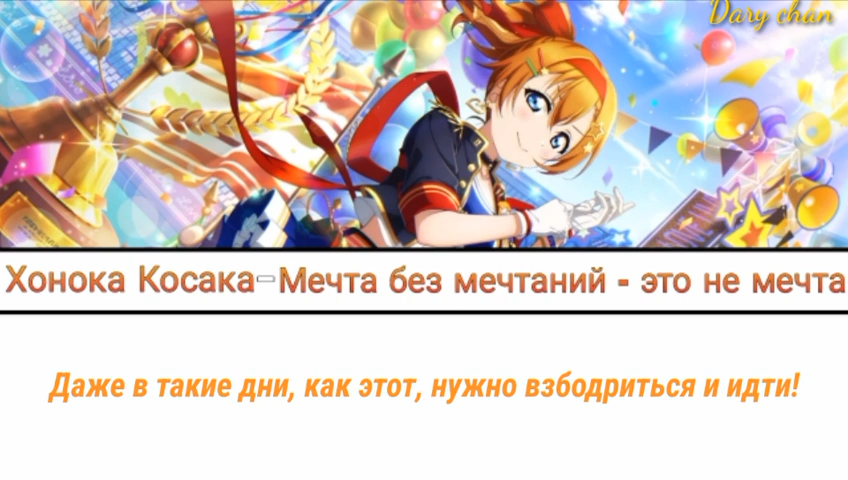 Dary chan
Хонока Косака-Мечта без мечтаний - это не мечта
Даже в такие дни, как этот, нужно взбодриться и идти!